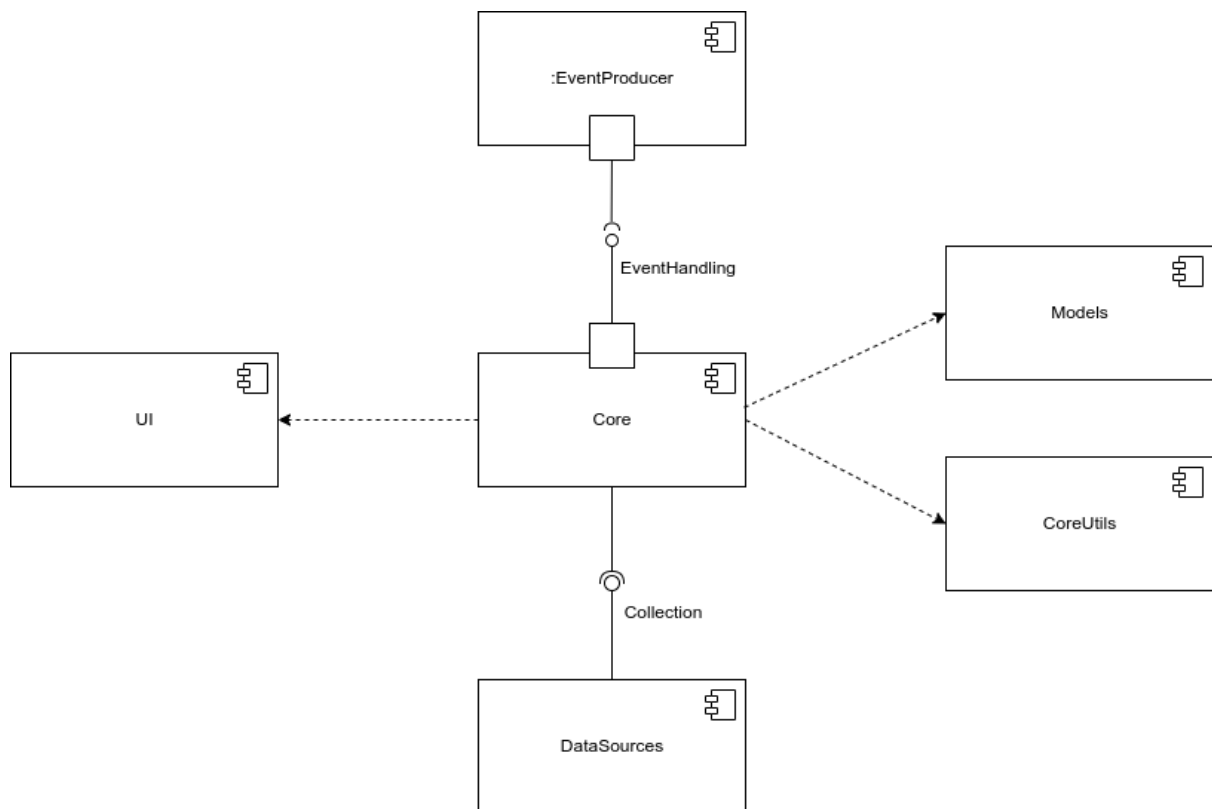 :EventProducer
EventHandling
Models
UI
Core
CoreUtils
Collection
DataSources